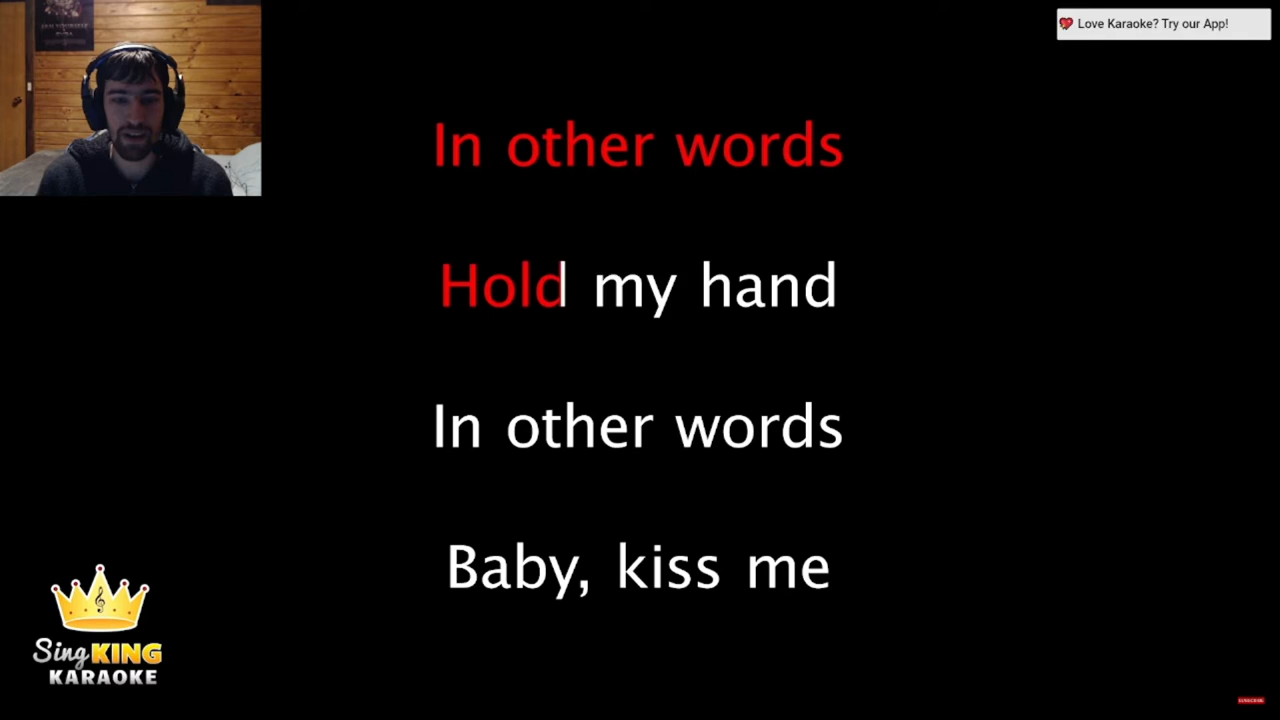 Love Karaoke? Try our App!
In other words
Hold my hand
In other words
Baby, kiss me
Sing KING
KARAOKE
SUBSCRIBE